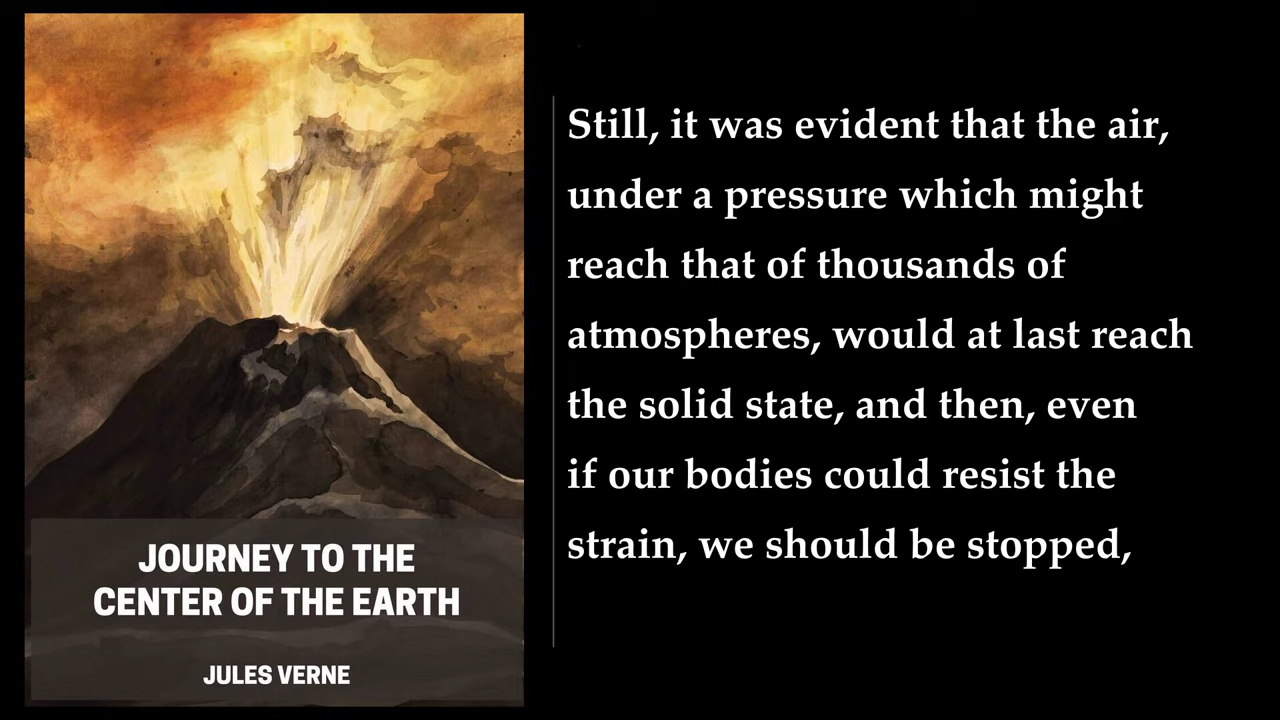 JOURNEY TO THE
CENTER OF THE EARTH
JULES VERNE
Still, it was evident that the air,
under a pressure which might
reach that of thousands of
atmospheres, would at last reach
the solid state, and then, even
if our bodies could resist the
strain, we should be stopped,